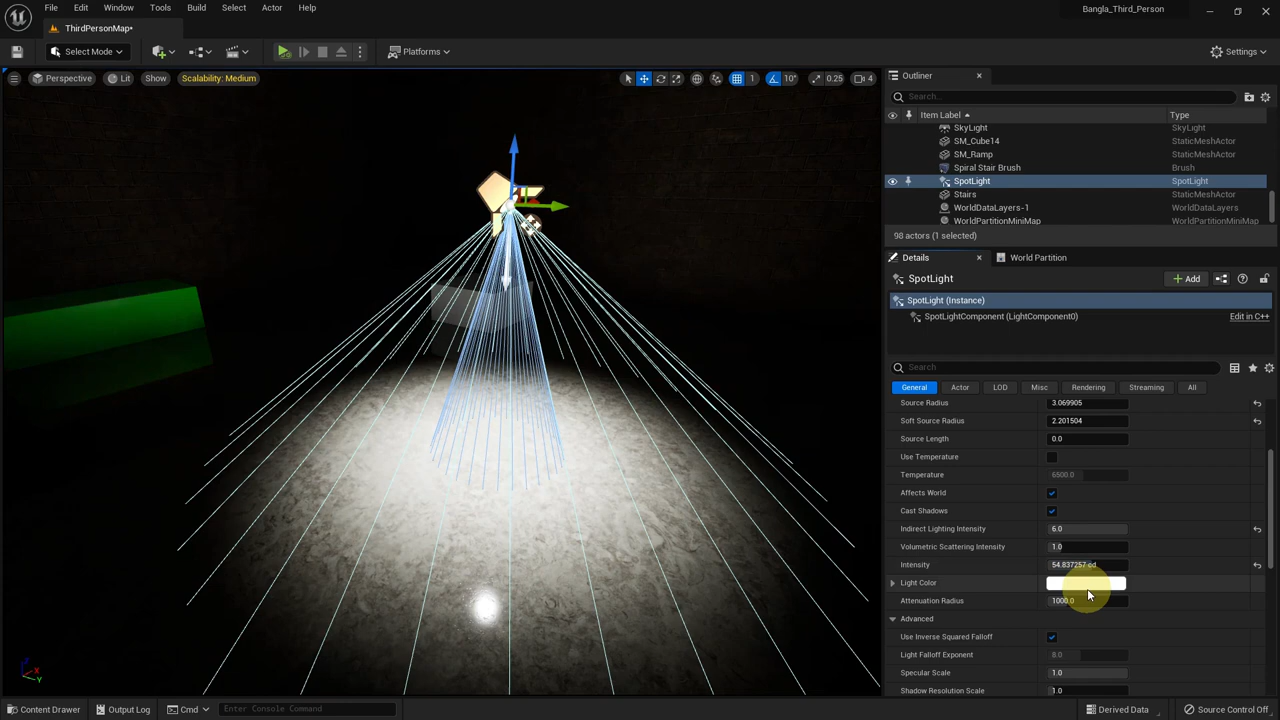 File Edit Window Tools Build Select Actor Help
Bangla_Third_Person
ThirdPersonMap*
Select Mode
Platforms
Settings
Perspective Lit Show Scalability: Medium
1 10° 0.25 4
Outliner
Search...
Item Label Type
SkyLight SkyLight
SM_Cube14 StaticMeshActor
SM_Ramp StaticMeshActor
Spiral Stair Brush Brush
SpotLight SpotLight
Stairs StaticMeshActor
WorldDataLayers-1 WorldDataLayers
WorldPartitionMiniMap WorldPartitionMiniMap
98 actors (1 selected)
Details World Partition
SpotLight
Add
SpotLight (Instance)
SpotLightComponent (LightComponent0) Edit in C++
Search
General Actor LOD Misc Rendering Streaming All
Source Radius 3.069905
Soft Source Radius 2.201504
Source Length 0.0
Use Temperature
Temperature 6500.0
Affects World
Cast Shadows
Indirect Lighting Intensity 6.0
Volumetric Scattering Intensity 1.0
Intensity 54.837257 cd
Light Color
Attenuation Radius 1000.0
Advanced
Use Inverse Squared Falloff
Light Falloff Exponent 8.0
Specular Scale 1.0
Shadow Resolution Scale 1.0
X
Y
Z
Content Drawer Output Log Cmd Enter Console Command
Derived Data Source Control Off